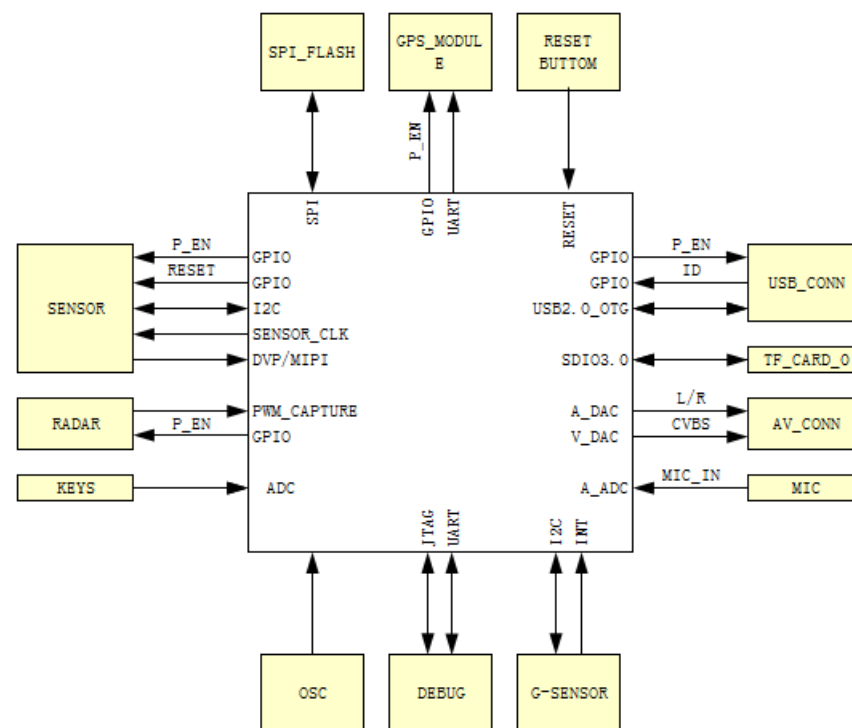 SPI_FLASH
GPS_MODUL
E
RESET
BUTTOM
P_EN
SPI
GPIO
UART
RESET
SENSOR
P_EN
RESET
GPIO
GPIO
I2C
SENSOR_CLK
DVP/MIPI
GPIO
GPIO
USB2.0_OTG
P_EN
ID
USB_CONN
SDIO3.0
TF_CARD_0
RADAR
P_EN
PWM_CAPTURE
GPIO
A_DAC
V_DAC
L/R
CVBS
AV_CONN
KEYS
ADC
A_ADC
MIC_IN
MIC
JTAG
UART
I2C
INT
OSC
DEBUG
G-SENSOR